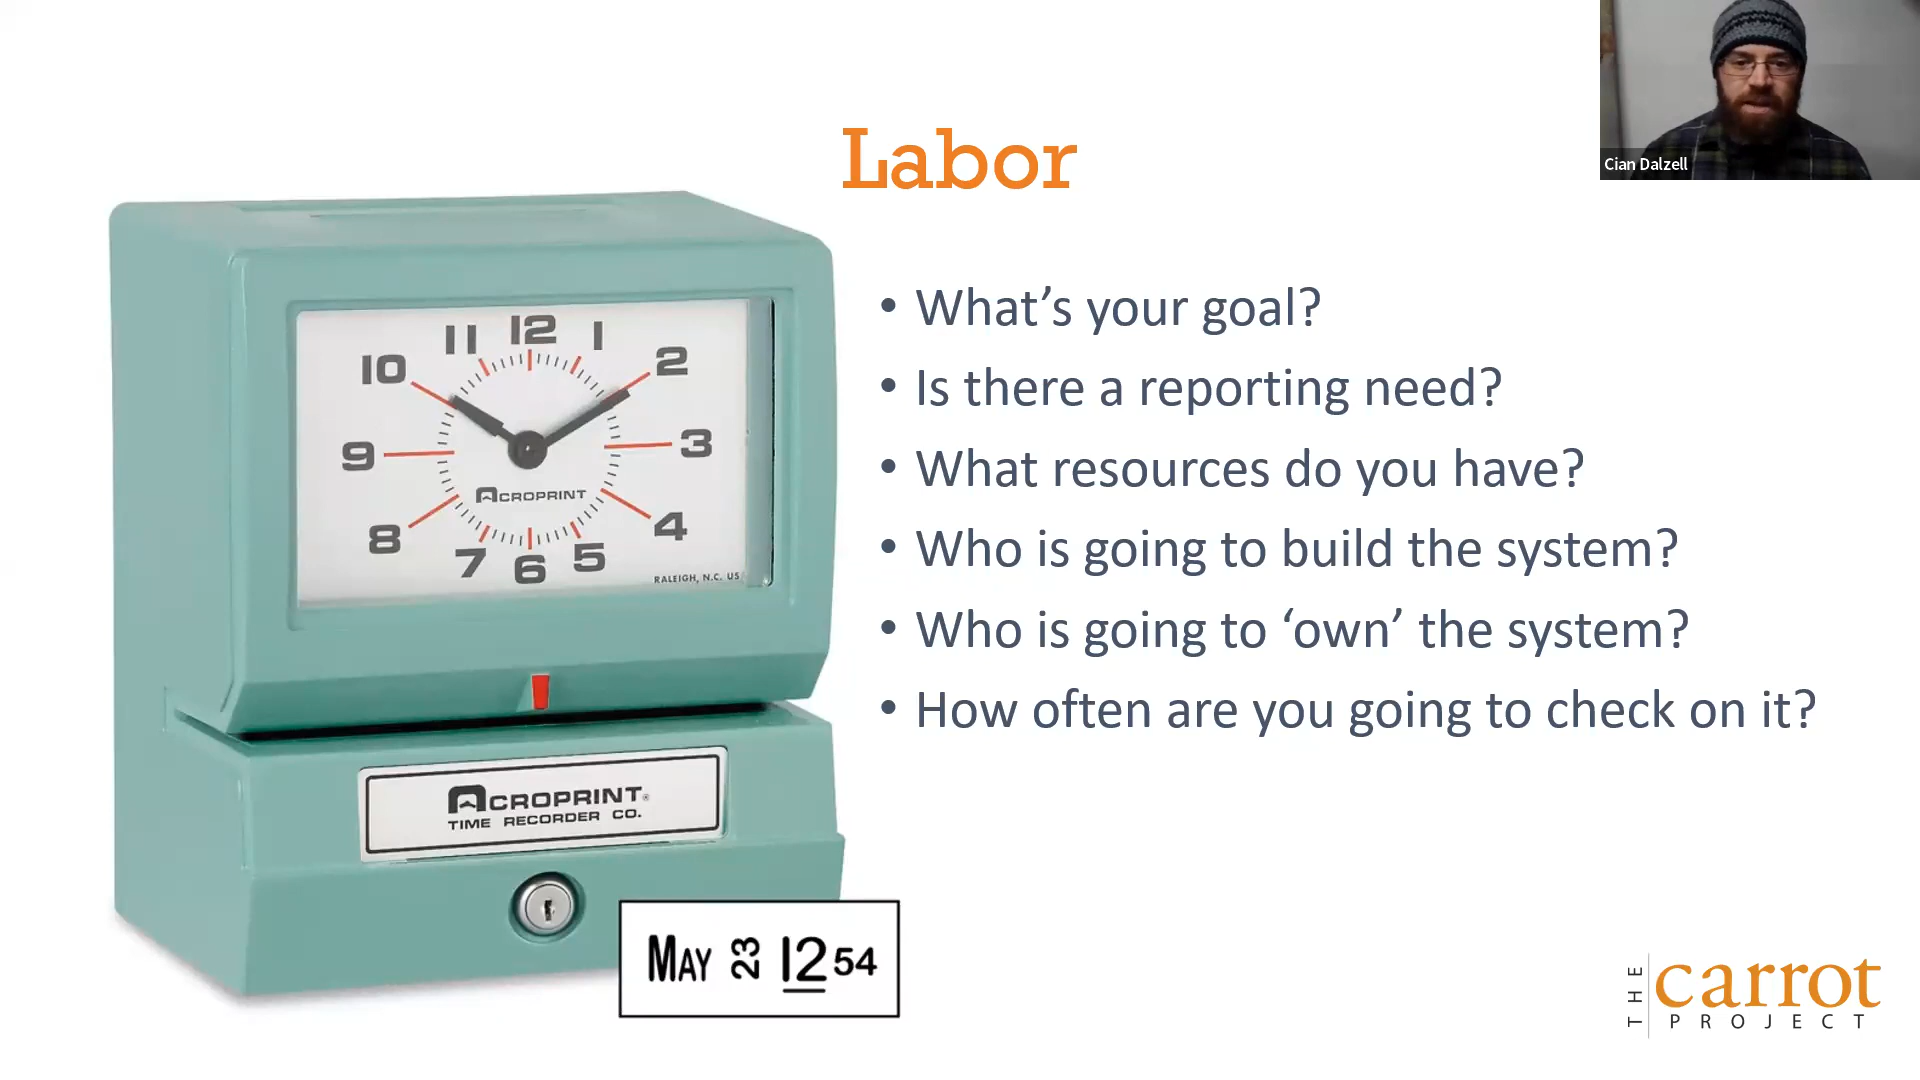 Cian Dalzell
Labor
• What’s your goal?
• Is there a reporting need?
• What resources do you have?
• Who is going to build the system?
• Who is going to ‘own’ the system?
• How often are you going to check on it?
12
1
2
3
4
5
6
7
8
9
10
11
ACROPRINT
RALEIGH, N.C. US
ACROPRINT®
TIME RECORDER CO.
MAY 23 12 54
THE
carrot
PROJECT